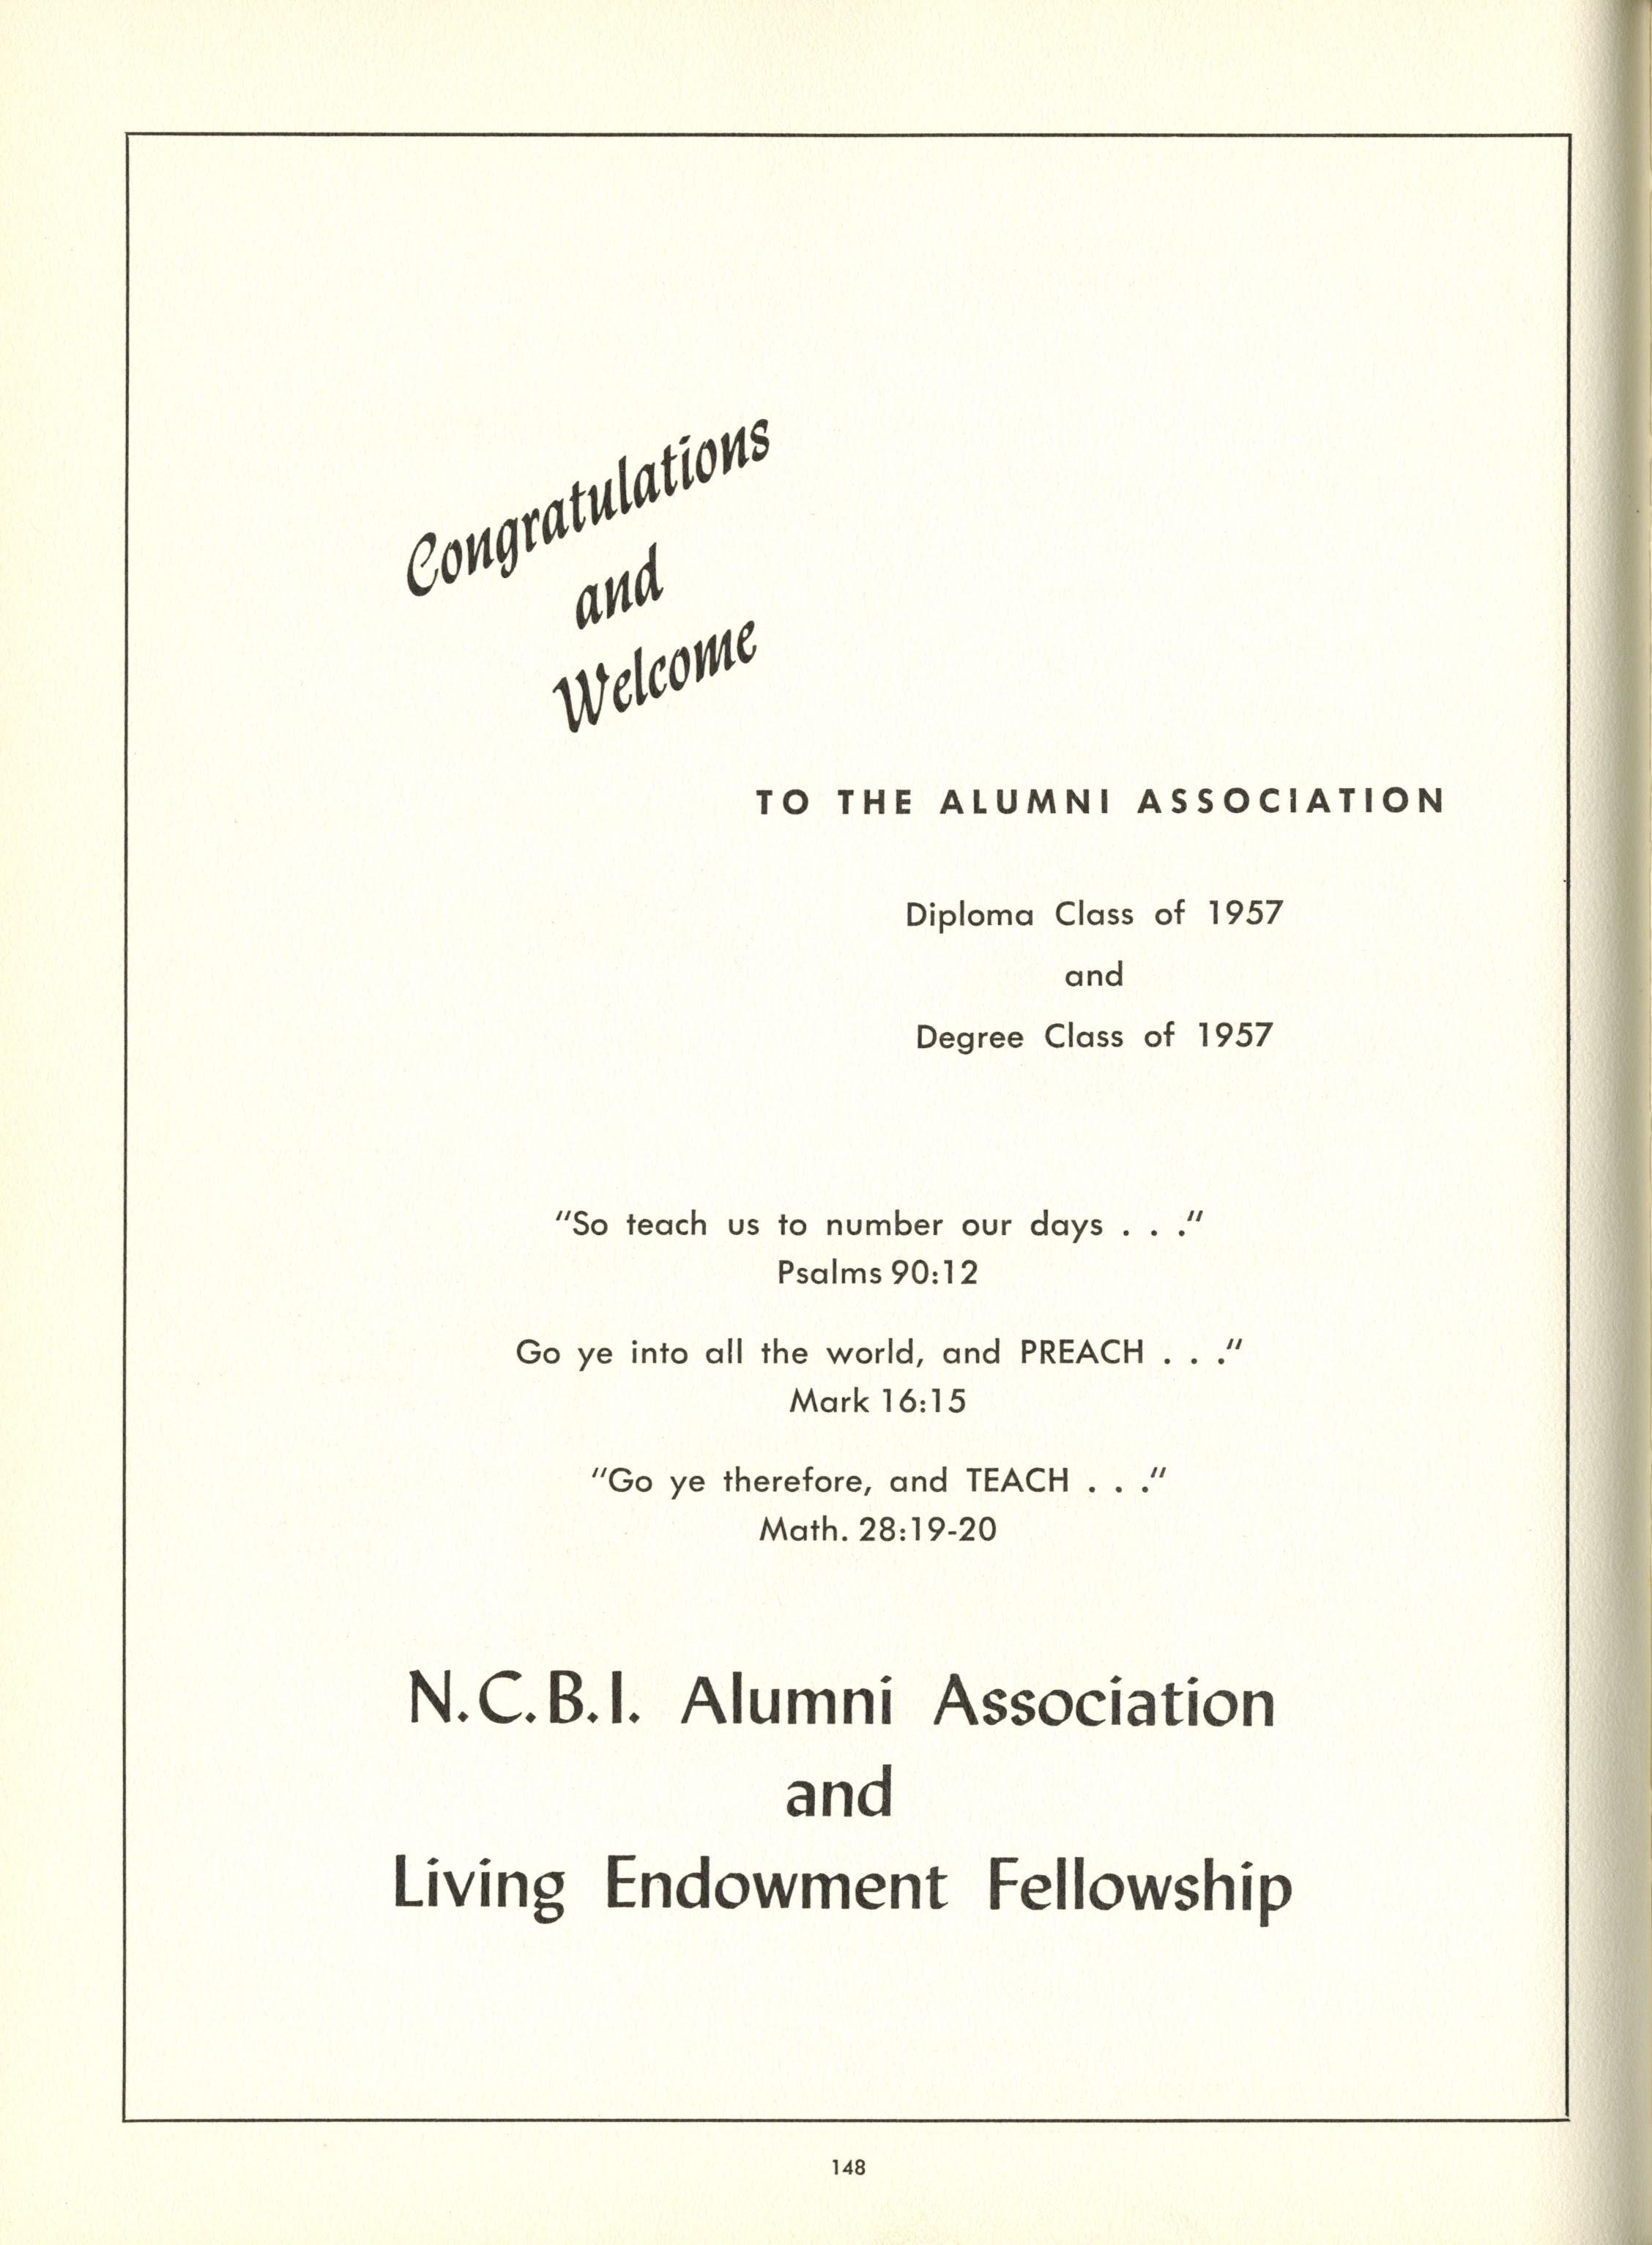 Congratulations
and
Welcome
TO THE ALUMNI ASSOCIATION
Diploma Class of 1957
and
Degree Class of 1957
"So teach us to number our days . . ."
Psalms 90:12
Go ye into all the world, and PREACH . . ."
Mark 16:15
"Go ye therefore, and TEACH . . ."
Math. 28:19-20
N.C.B.I. Alumni Association
and
Living Endowment Fellowship
148